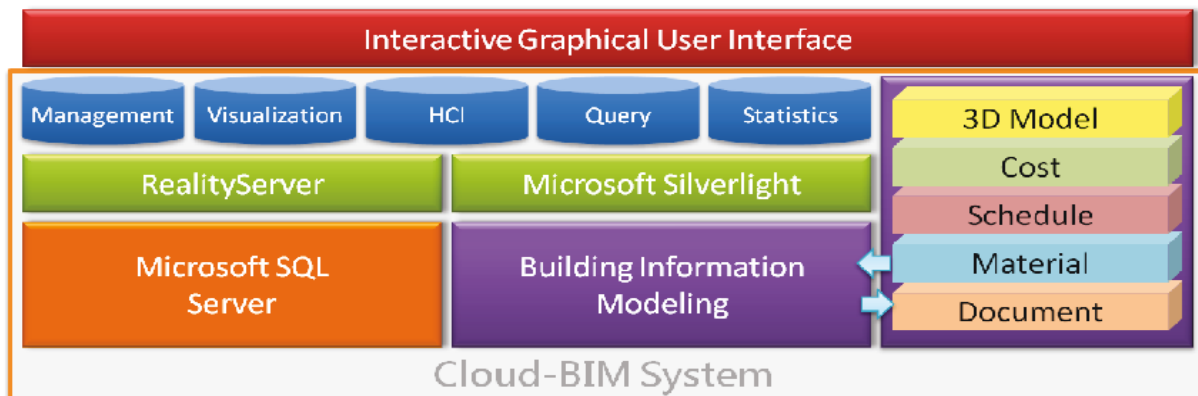 Interactive Graphical User Interface
Management
Visualization
HCI
Query
Statistics
RealityServer
Microsoft Silverlight
Microsoft SQL
Server
Building Information
Modeling
3D Model
Cost
Schedule
Material
Document
Cloud-BIM System